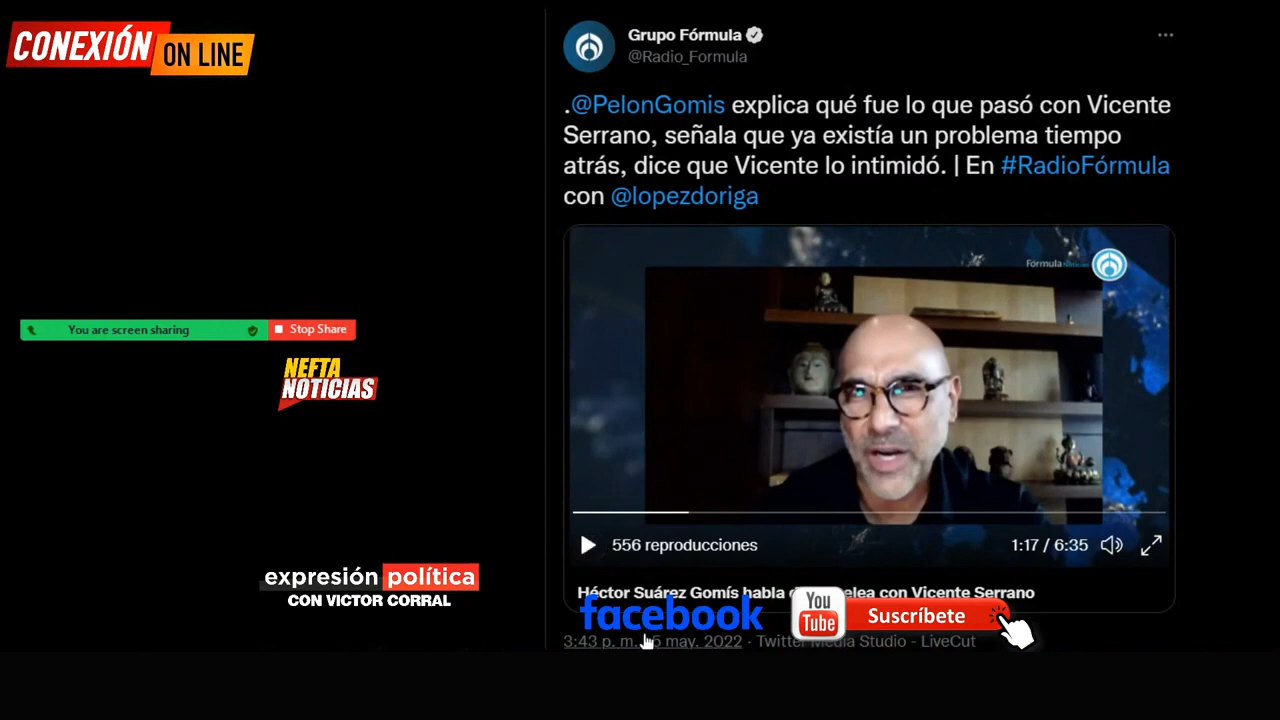 CONEXIÓN
ON LINE
Grupo Fórmula
@Radio_Formula
.@PelonGomis explica qué fue lo que pasó con Vicente
Serrano, señala que ya existía un problema tiempo
atrás, dice que Vicente lo intimidó. | En #RadioFórmula
con @lopezdoriga
Fórmula
You are screen sharing
Stop Share
NEFTA
NOTICIAS
556 reproducciones
1:17 / 6:35
expresión política
CON VICTOR CORRAL
Héctor Suárez Gomís habla elea con Vicente Serrano
facebook
You
Tube
Suscríbete
3:43 p. m. may. 2022 · Twitter Media Studio - LiveCut